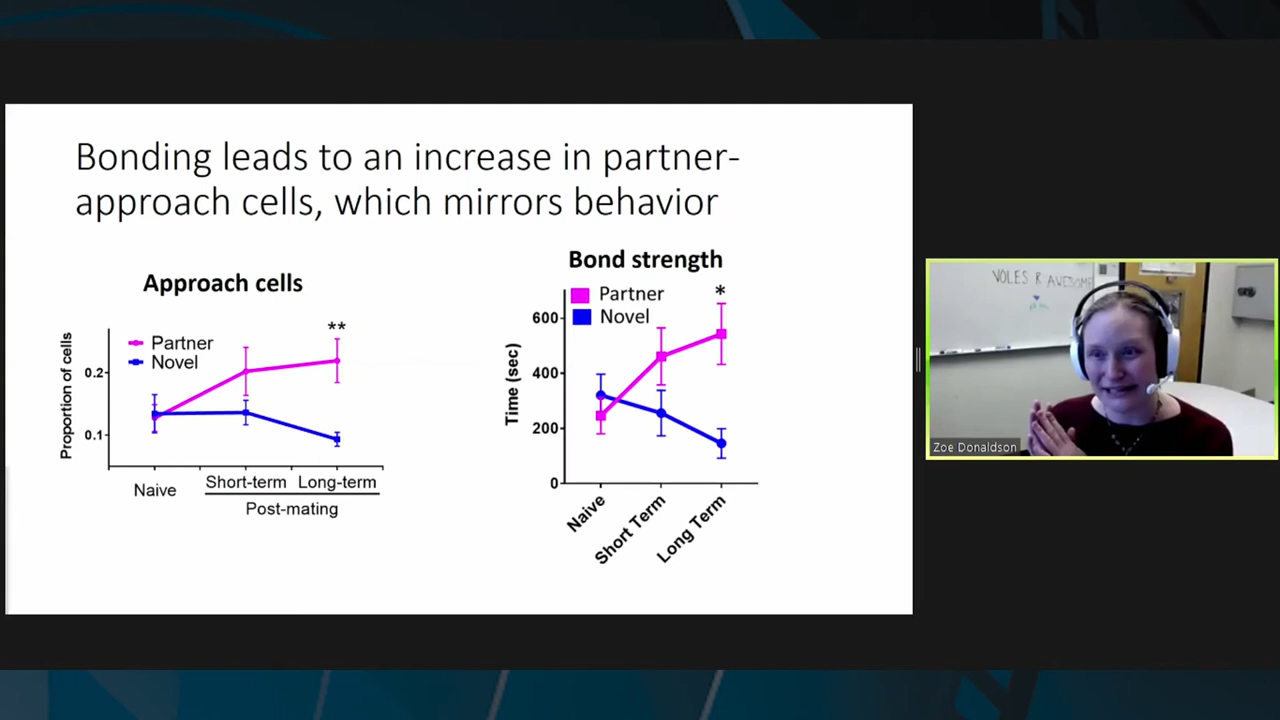 Bonding leads to an increase in partner-
approach cells, which mirrors behavior
Approach cells
Partner
Novel
**
Proportion of cells
0.2
0.1
Naive
Short-term
Long-term
Post-mating
Bond strength
Partner
Novel
*
Time (sec)
600
400
200
0
Naive
Short Term
Long Term
VOLES R AWESOME
Zoe Donaldson